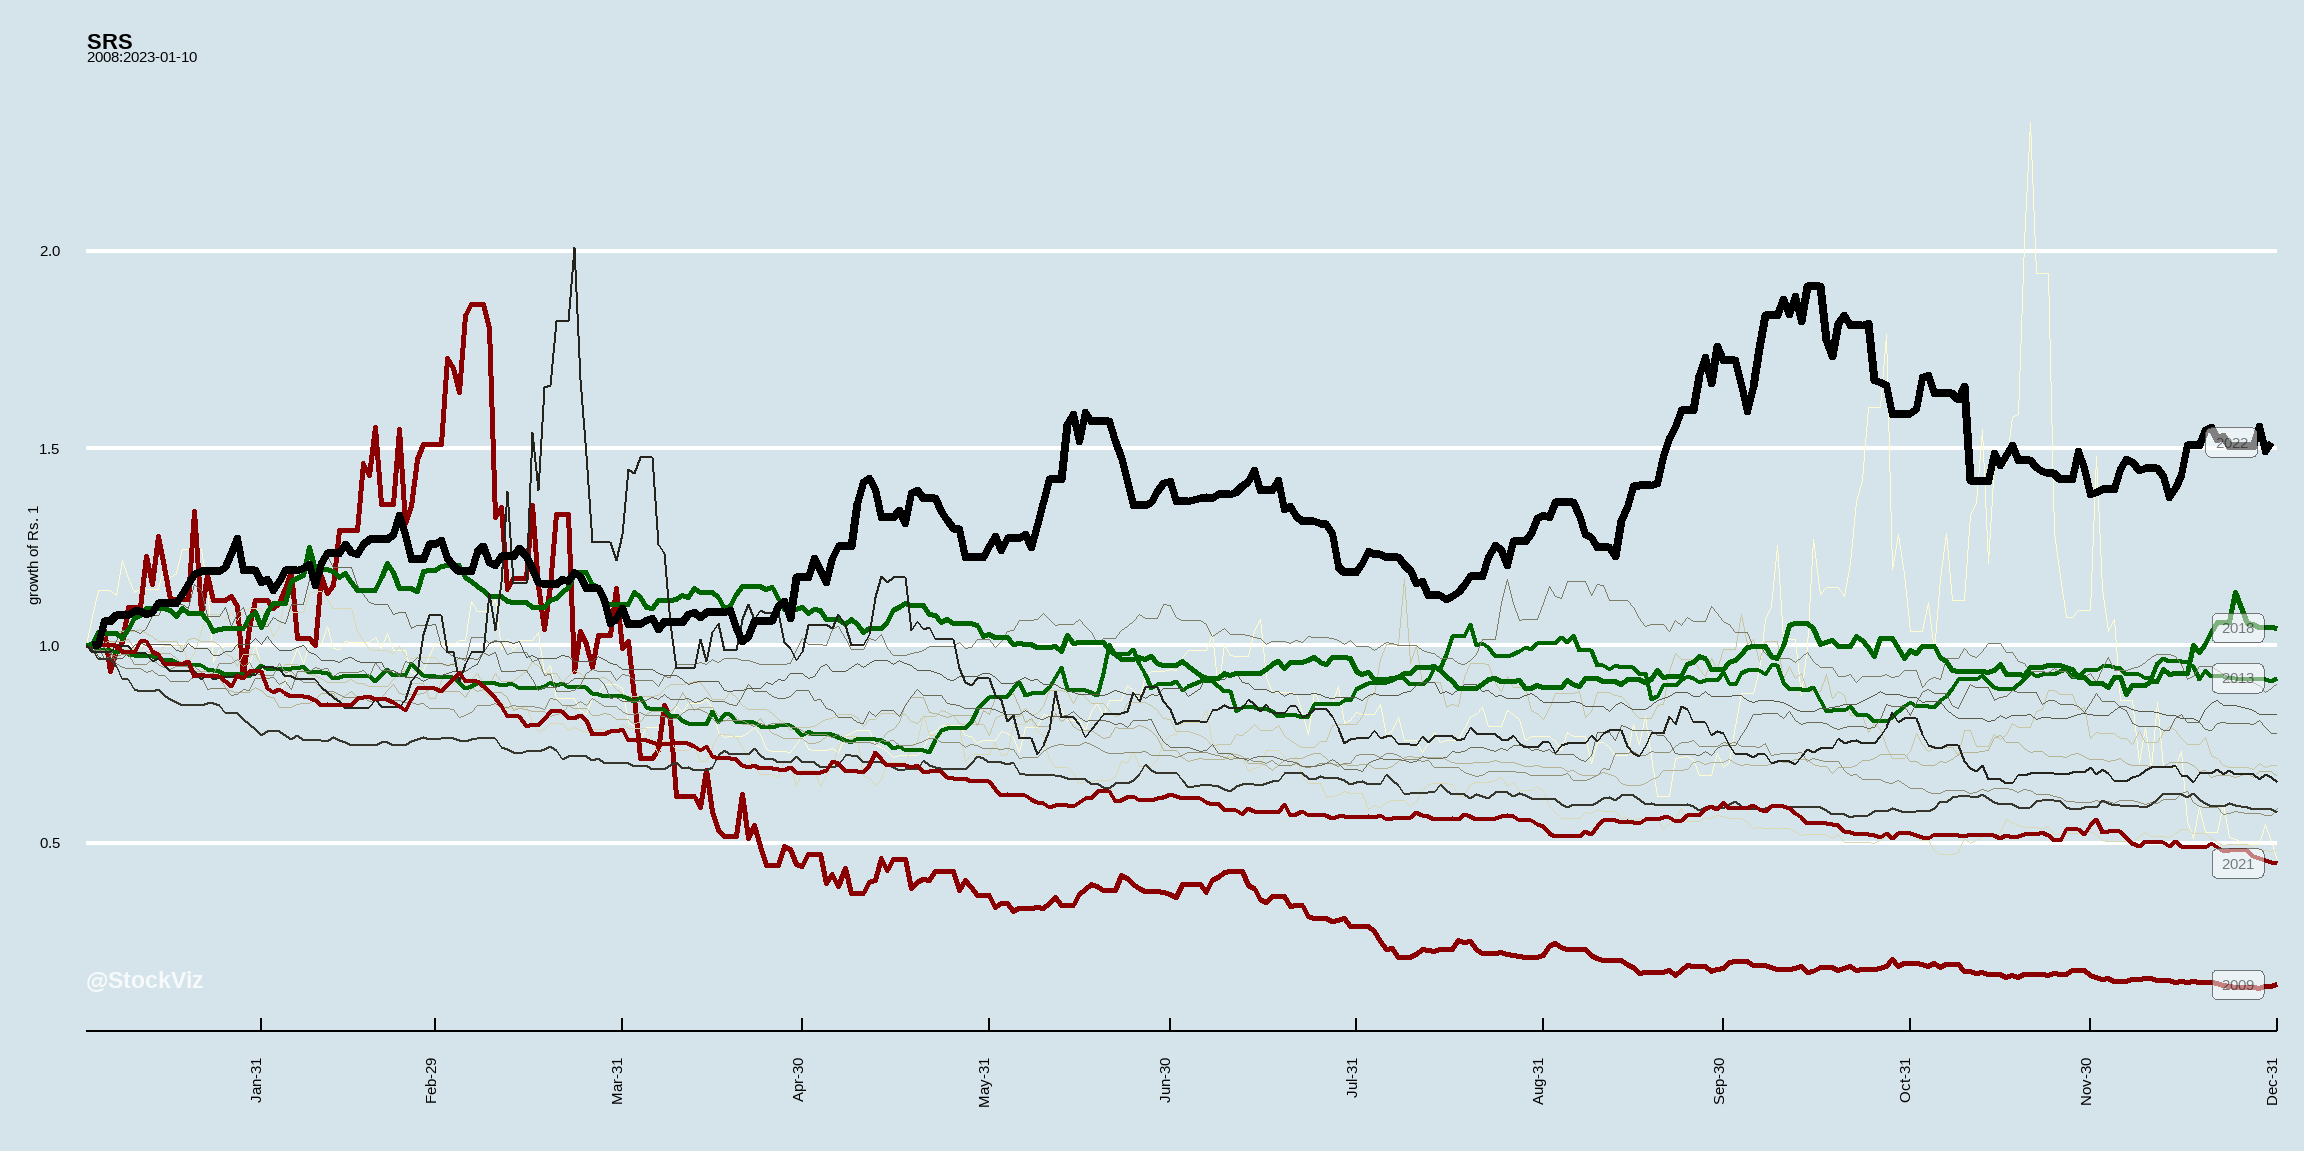 SRS
2008:2023-01-10
growth of Rs. 1
2.0
1.5
1.0
0.5
2022
2018
2013
2021
2009
@StockViz
Jan-31
Feb-29
Mar-31
Apr-30
May-31
Jun-30
Jul-31
Aug-31
Sep-30
Oct-31
Nov-30
Dec-31